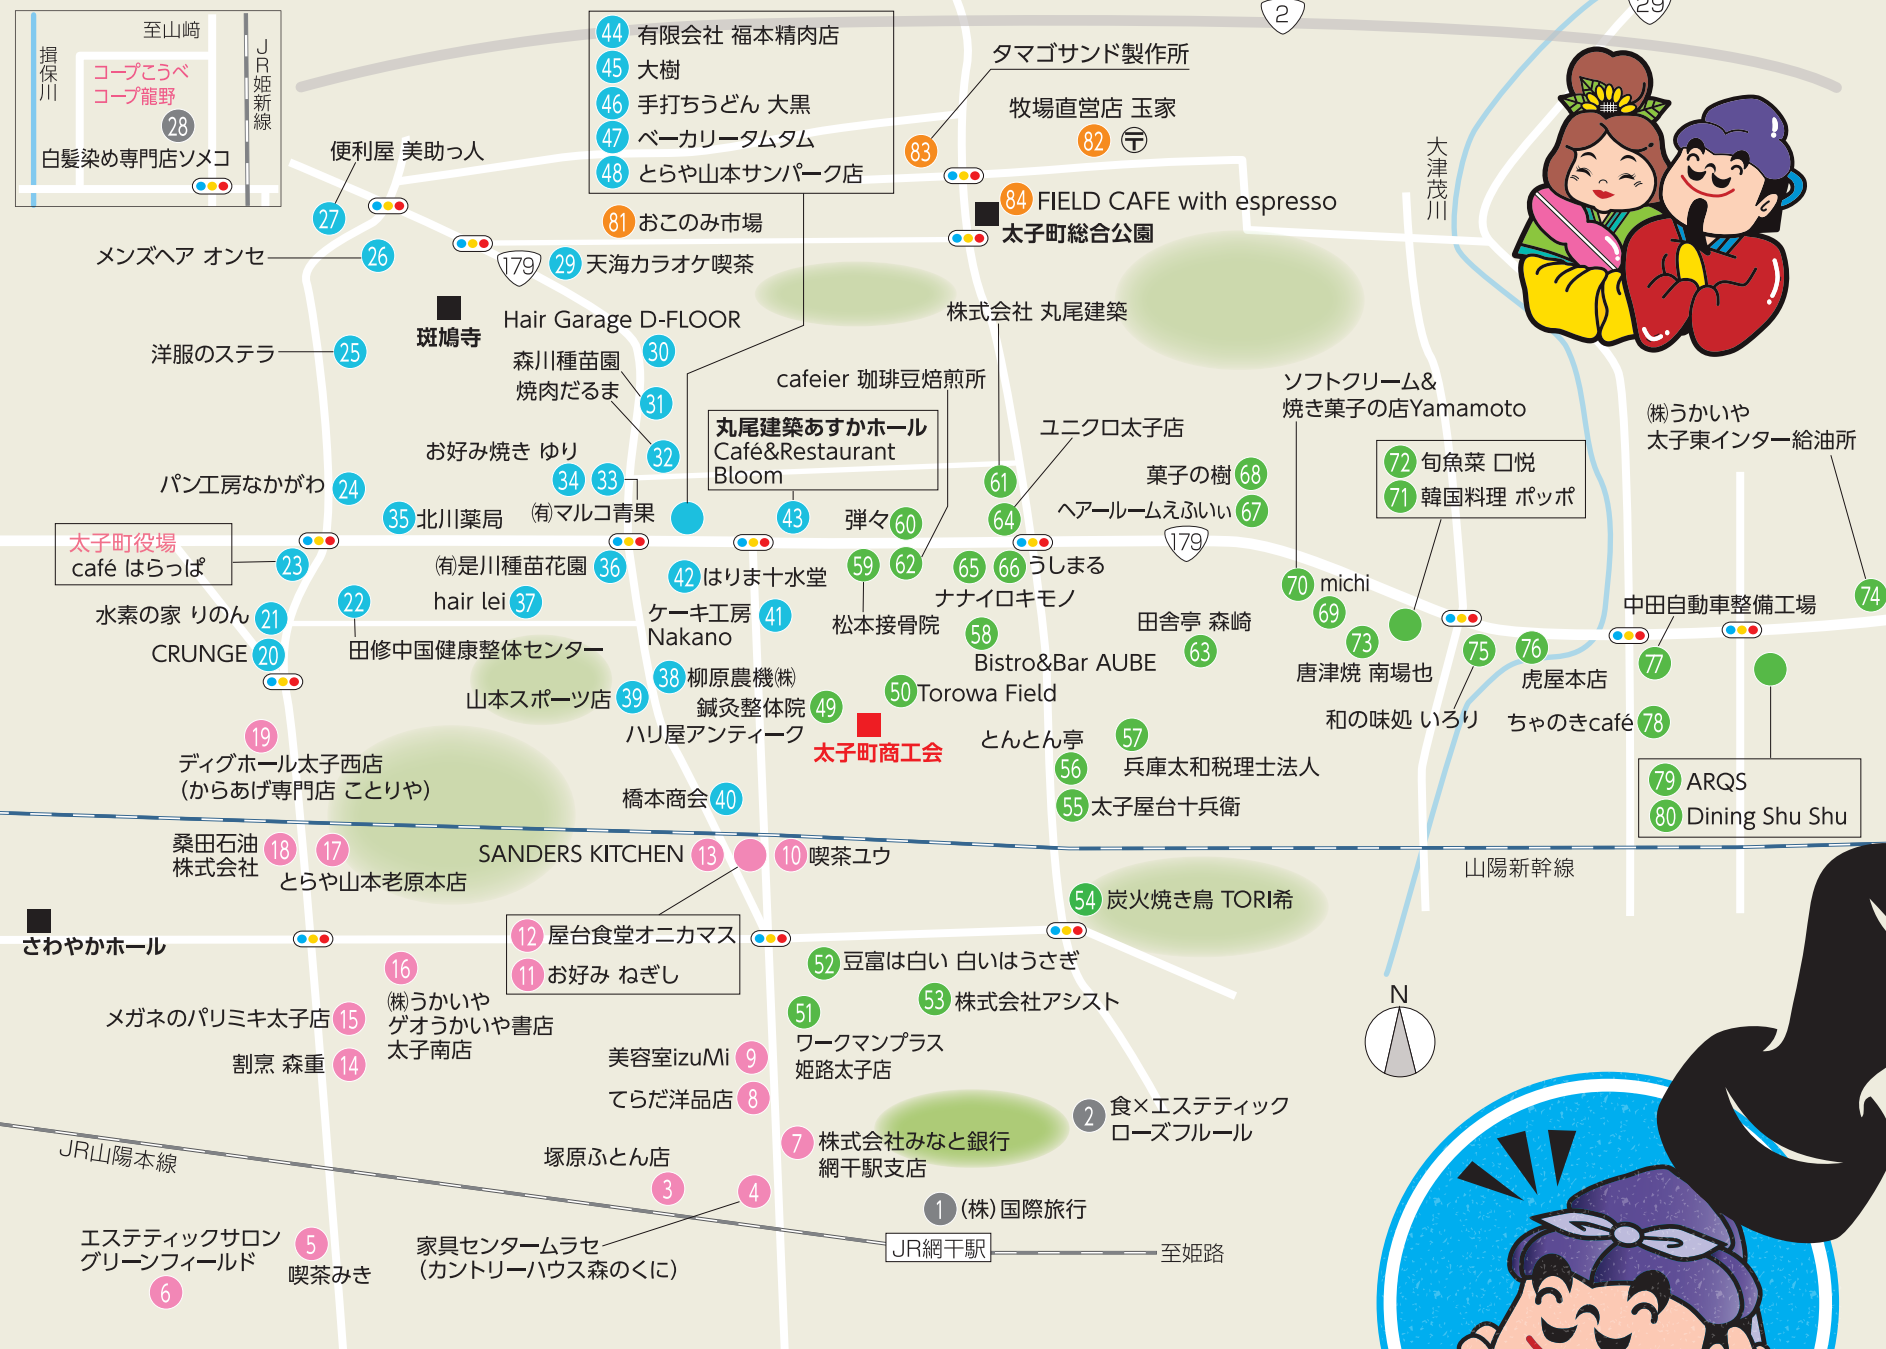 至山﨑
揖保川
JR姫新線
コープこうべ
コープ龍野
28
白髪染め専門店ソメコ
44 有限会社 福本精肉店
45 大樹
46 手打ちうどん 大黒
47 ベーカリータムタム
48 とらや山本サンパーク店
2
29
タマゴサンド製作所
83
牧場直営店 玉家
82 〒
大津茂川
便利屋 美助っ人
27
81 おこのみ市場
84 FIELD CAFE with espresso
太子町総合公園
メンズヘア オンセ
26
179
29 天海カラオケ喫茶
斑鳩寺
Hair Garage D-FLOOR
30
株式会社 丸尾建築
洋服のステラ
25
森川種苗園
焼肉だるま
31
32
cafeier 珈琲豆焙煎所
ソフトクリーム&
焼き菓子の店Yamamoto
丸尾建築あすかホール
Café&Restaurant
Bloom
ユニクロ太子店
㈱うかいや
太子東インター給油所
お好み焼き ゆり
34
33
㈲マルコ青果
パン工房なかがわ
24
35 北川薬局
43
弾々 60
61
64
菓子の樹 68
ヘアールームえふいぃ 67
72 旬魚菜 口悦
71 韓国料理 ポッポ
179
太子町役場
café はらっぱ
23
㈲是川種苗花園 36
42 はりま十水堂
59
62
65
66 うしまる
ナナイロキモノ
70 michi
69
74
水素の家 りのん 21
22
hair lei 37
ケーキ工房
Nakano
41
松本接骨院
58
Bistro&Bar AUBE
田舎亭 森崎
63
73
唐津焼 南場也
75
76
虎屋本店
中田自動車整備工場
77
CRUNGE 20
田修中国健康整体センター
38 柳原農機㈱
山本スポーツ店 39
鍼灸整体院 49
ハリ屋アンティーク
50 Torowa Field
太子町商工会
和の味処 いろり
ちゃのきcafé 78
19
ディグホール太子西店
(からあげ専門店 ことりや)
とんとん亭
56
57
兵庫太和税理士法人
55 太子屋台十兵衛
橋本商会 40
79 ARQS
80 Dining Shu Shu
桑田石油
株式会社
18
17
とらや山本老原本店
SANDERS KITCHEN 13
10 喫茶ユウ
山陽新幹線
54 炭火焼き鳥 TORI希
さわやかホール
12 屋台食堂オニカマス
11 お好み ねぎし
16
㈱うかいや
ゲオうかいや書店
太子南店
52 豆富は白い 白いはうさぎ
53 株式会社アシスト
51
ワークマンプラス
姫路太子店
N
メガネのパリミキ太子店 15
割烹 森重 14
美容室izuMi 9
てらだ洋品店 8
7 株式会社みなと銀行
網干駅支店
2 食×エステティック
ローズフルール
JR山陽本線
塚原ふとん店
3
4
1 (株)国際旅行
エステティックサロン
グリーンフィールド
6
5
喫茶みき
家具センタームラセ
(カントリーハウス森のくに)
JR網干駅
至姫路